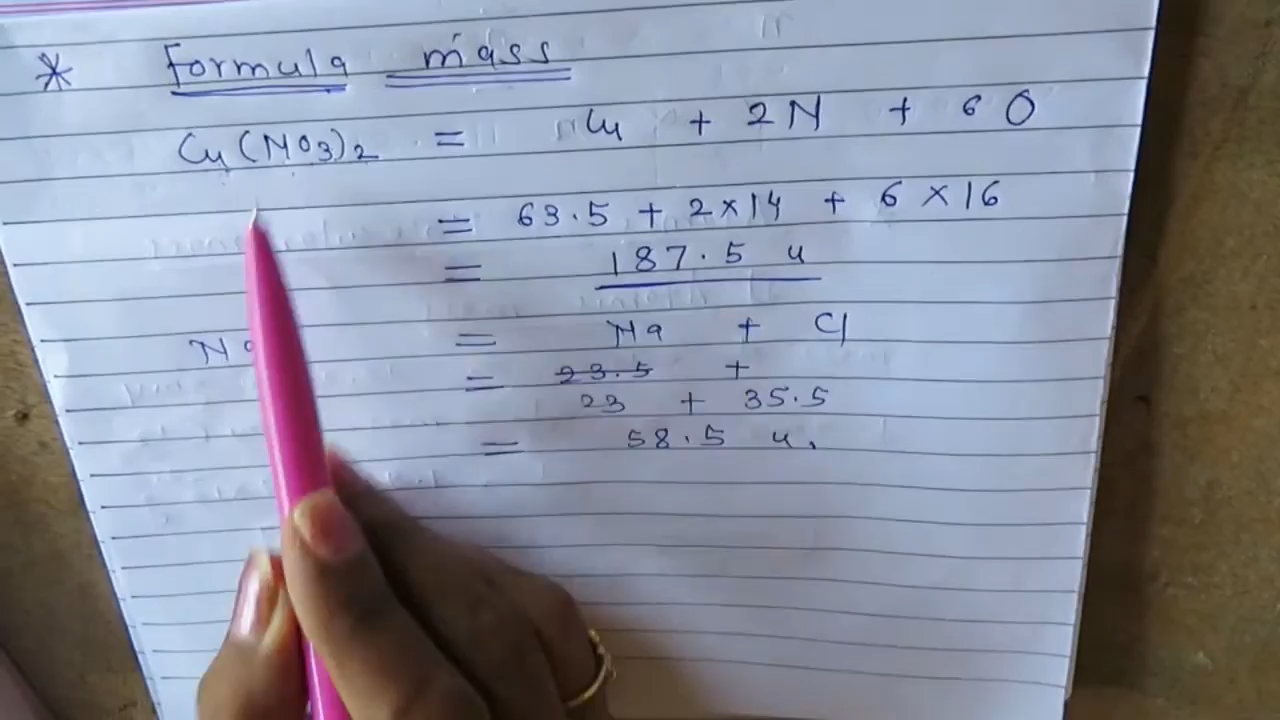 * Formula mass
Cu(NO3)2 = Cu + 2N + 6O
= 63.5 + 2×14 + 6×16
= 187.5 u
Na = Na + Cl
= 23.5 +
23 + 35.5
= 58.5 u.